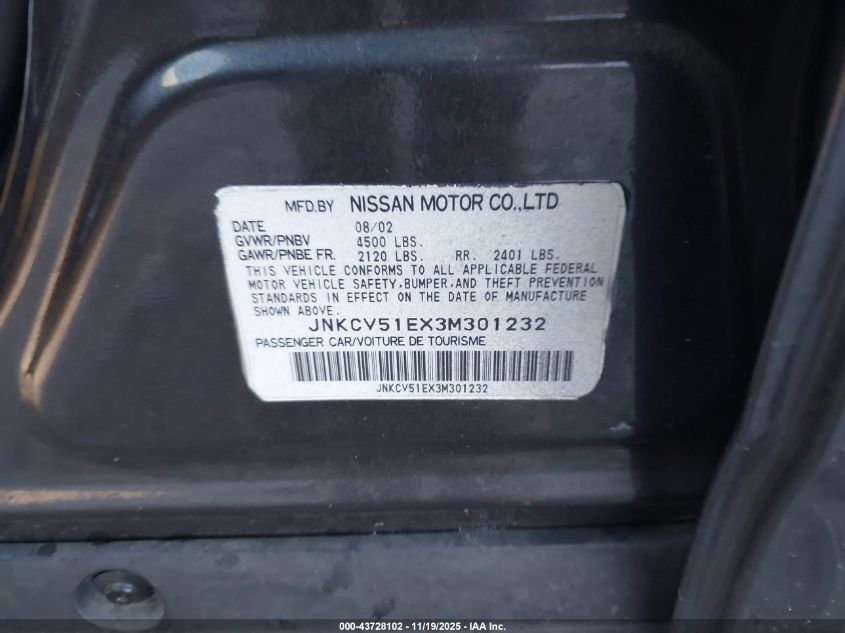 MFD.BY NISSAN MOTOR CO.,LTD
DATE 08/02
GVWR/PNBV 4500 LBS.
GAWR/PNBE FR. 2120 LBS. RR. 2401 LBS.
THIS VEHICLE CONFORMS TO ALL APPLICABLE FEDERAL
MOTOR VEHICLE SAFETY,BUMPER,AND THEFT PREVENTION
STANDARDS IN EFFECT ON THE DATE OF MANUFACTURE
SHOWN ABOVE.
JNKCV51EX3M301232
PASSENGER CAR/VOITURE DE TOURISME
JNKCV51EX3M301232
000-43728102 - 11/19/2025 - IAA Inc.